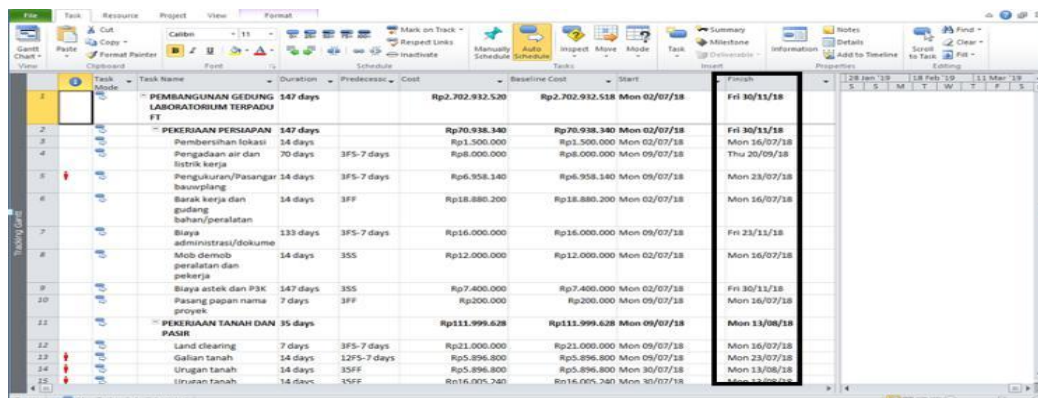 File Task Resource Project View Format
Cut
Copy
Format Painter
Gantt Chart
Paste
Calibri 11
B I U
Mark on Track
Respect Links
Inactivate
Manually Schedule
Auto Schedule
Inspect Move Mode
Task
Summary
Milestone
Deliverable
Information
Notes
Details
Add to Timeline
Scroll to Task
Find
Clear
Fill
View Clipboard Font Schedule Tasks Insert Properties Editing
Task Mode Task Name Duration Predecessc Cost Baseline Cost Start Finish 28 Jan '19 18 Feb '19 11 Mar '19
S S M T W T F S
1 PEMBANGUNAN GEDUNG LABORATORIUM TERPADU FT 147 days Rp2.702.932.520 Rp2.702.932.518 Mon 02/07/18 Fri 30/11/18
2 PEKERJAAN PERSIAPAN 147 days Rp70.938.340 Rp70.938.340 Mon 02/07/18 Fri 30/11/18
3 Pembersihan lokasi 14 days Rp1.500.000 Rp1.500.000 Mon 02/07/18 Mon 16/07/18
4 Pengadaan air dan listrik kerja 70 days 3FS-7 days Rp8.000.000 Rp8.000.000 Mon 09/07/18 Thu 20/09/18
5 Pengukuran/Pasangar bauwplang 14 days 3FS-7 days Rp6.958.140 Rp6.958.140 Mon 09/07/18 Mon 23/07/18
6 Barak kerja dan gudang bahan/peralatan 14 days 3FF Rp18.880.200 Rp18.880.200 Mon 02/07/18 Mon 16/07/18
7 Biaya administrasi/dokume 133 days 3FS-7 days Rp16.000.000 Rp16.000.000 Mon 09/07/18 Fri 23/11/18
8 Mob demob peralatan dan pekerja 14 days 3SS Rp12.000.000 Rp12.000.000 Mon 02/07/18 Mon 16/07/18
9 Biaya astek dan P3K 147 days 3SS Rp7.400.000 Rp7.400.000 Mon 02/07/18 Fri 30/11/18
10 Pasang papan nama proyek 7 days 3FF Rp200.000 Rp200.000 Mon 09/07/18 Mon 16/07/18
11 PEKERJAAN TANAH DAN PASIR 35 days Rp111.999.628 Rp111.999.628 Mon 09/07/18 Mon 13/08/18
12 Land clearing 7 days 3FS-7 days Rp21.000.000 Rp21.000.000 Mon 09/07/18 Mon 16/07/18
13 Galian tanah 14 days 12FS-7 days Rp5.896.800 Rp5.896.800 Mon 09/07/18 Mon 23/07/18
14 Urugan tanah 14 days 35FF Rp5.896.800 Rp5.896.800 Mon 30/07/18 Mon 13/08/18
15 Urugan tanah 14 days 35FF Rp16.005.240 Rp16.005.240 Mon 30/07/18 Mon 13/08/18
Tracking Gantt